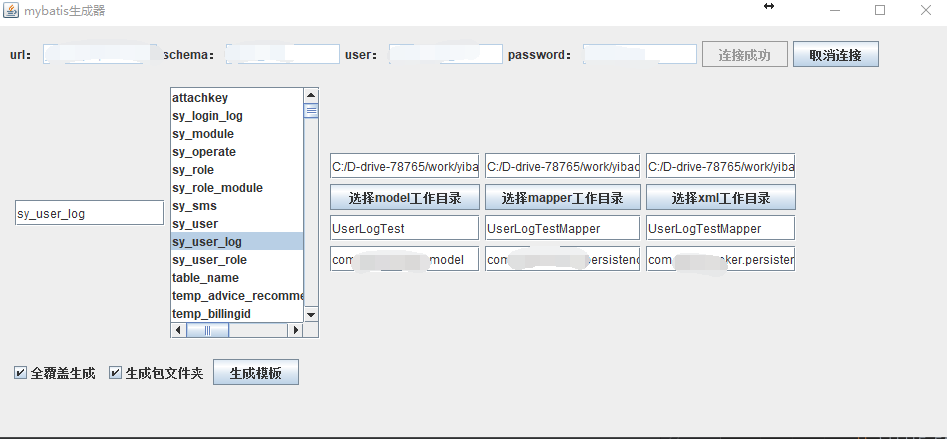 mybatis生成器
url: schema: user: password: 连接成功 取消连接
attachkey
sy_login_log
sy_module
sy_operate
sy_role
sy_role_module
sy_sms
sy_user
sy_user_log
sy_user_role
table_name
temp_advice_recomme
temp_billingid
sy_user_log
C:/D-drive-78765/work/yiba C:/D-drive-78765/work/yibac C:/D-drive-78765/work/yiba
选择model工作目录 选择mapper工作目录 选择xml工作目录
UserLogTest UserLogTestMapper UserLogTestMapper
com model com persistenc com ker.persister
全覆盖生成 生成包文件夹 生成模板